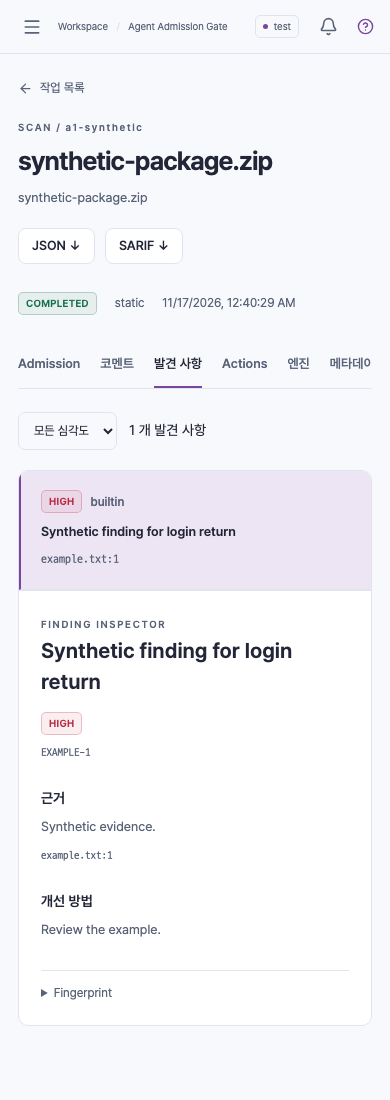 Workspace / Agent Admission Gate test
작업 목록
SCAN / a1-synthetic
synthetic-package.zip
synthetic-package.zip
JSON ↓ SARIF ↓
COMPLETED static 11/17/2026, 12:40:29 AM
Admission 코멘트 발견 사항 Actions 엔진 메타데이
모든 심각도 1 개 발견 사항
HIGH builtin
Synthetic finding for login return
example.txt:1
FINDING INSPECTOR
Synthetic finding for login
return
HIGH
EXAMPLE-1
근거
Synthetic evidence.
example.txt:1
개선 방법
Review the example.
Fingerprint